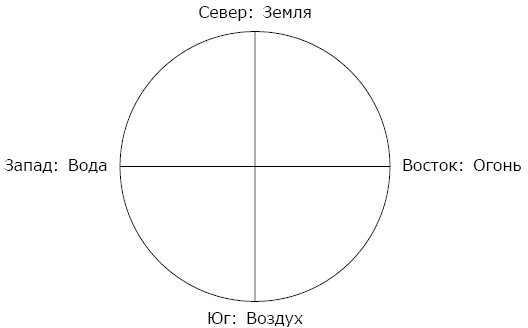 Север: Земля
Запад: Вода
Восток: Огонь
Юг: Воздух